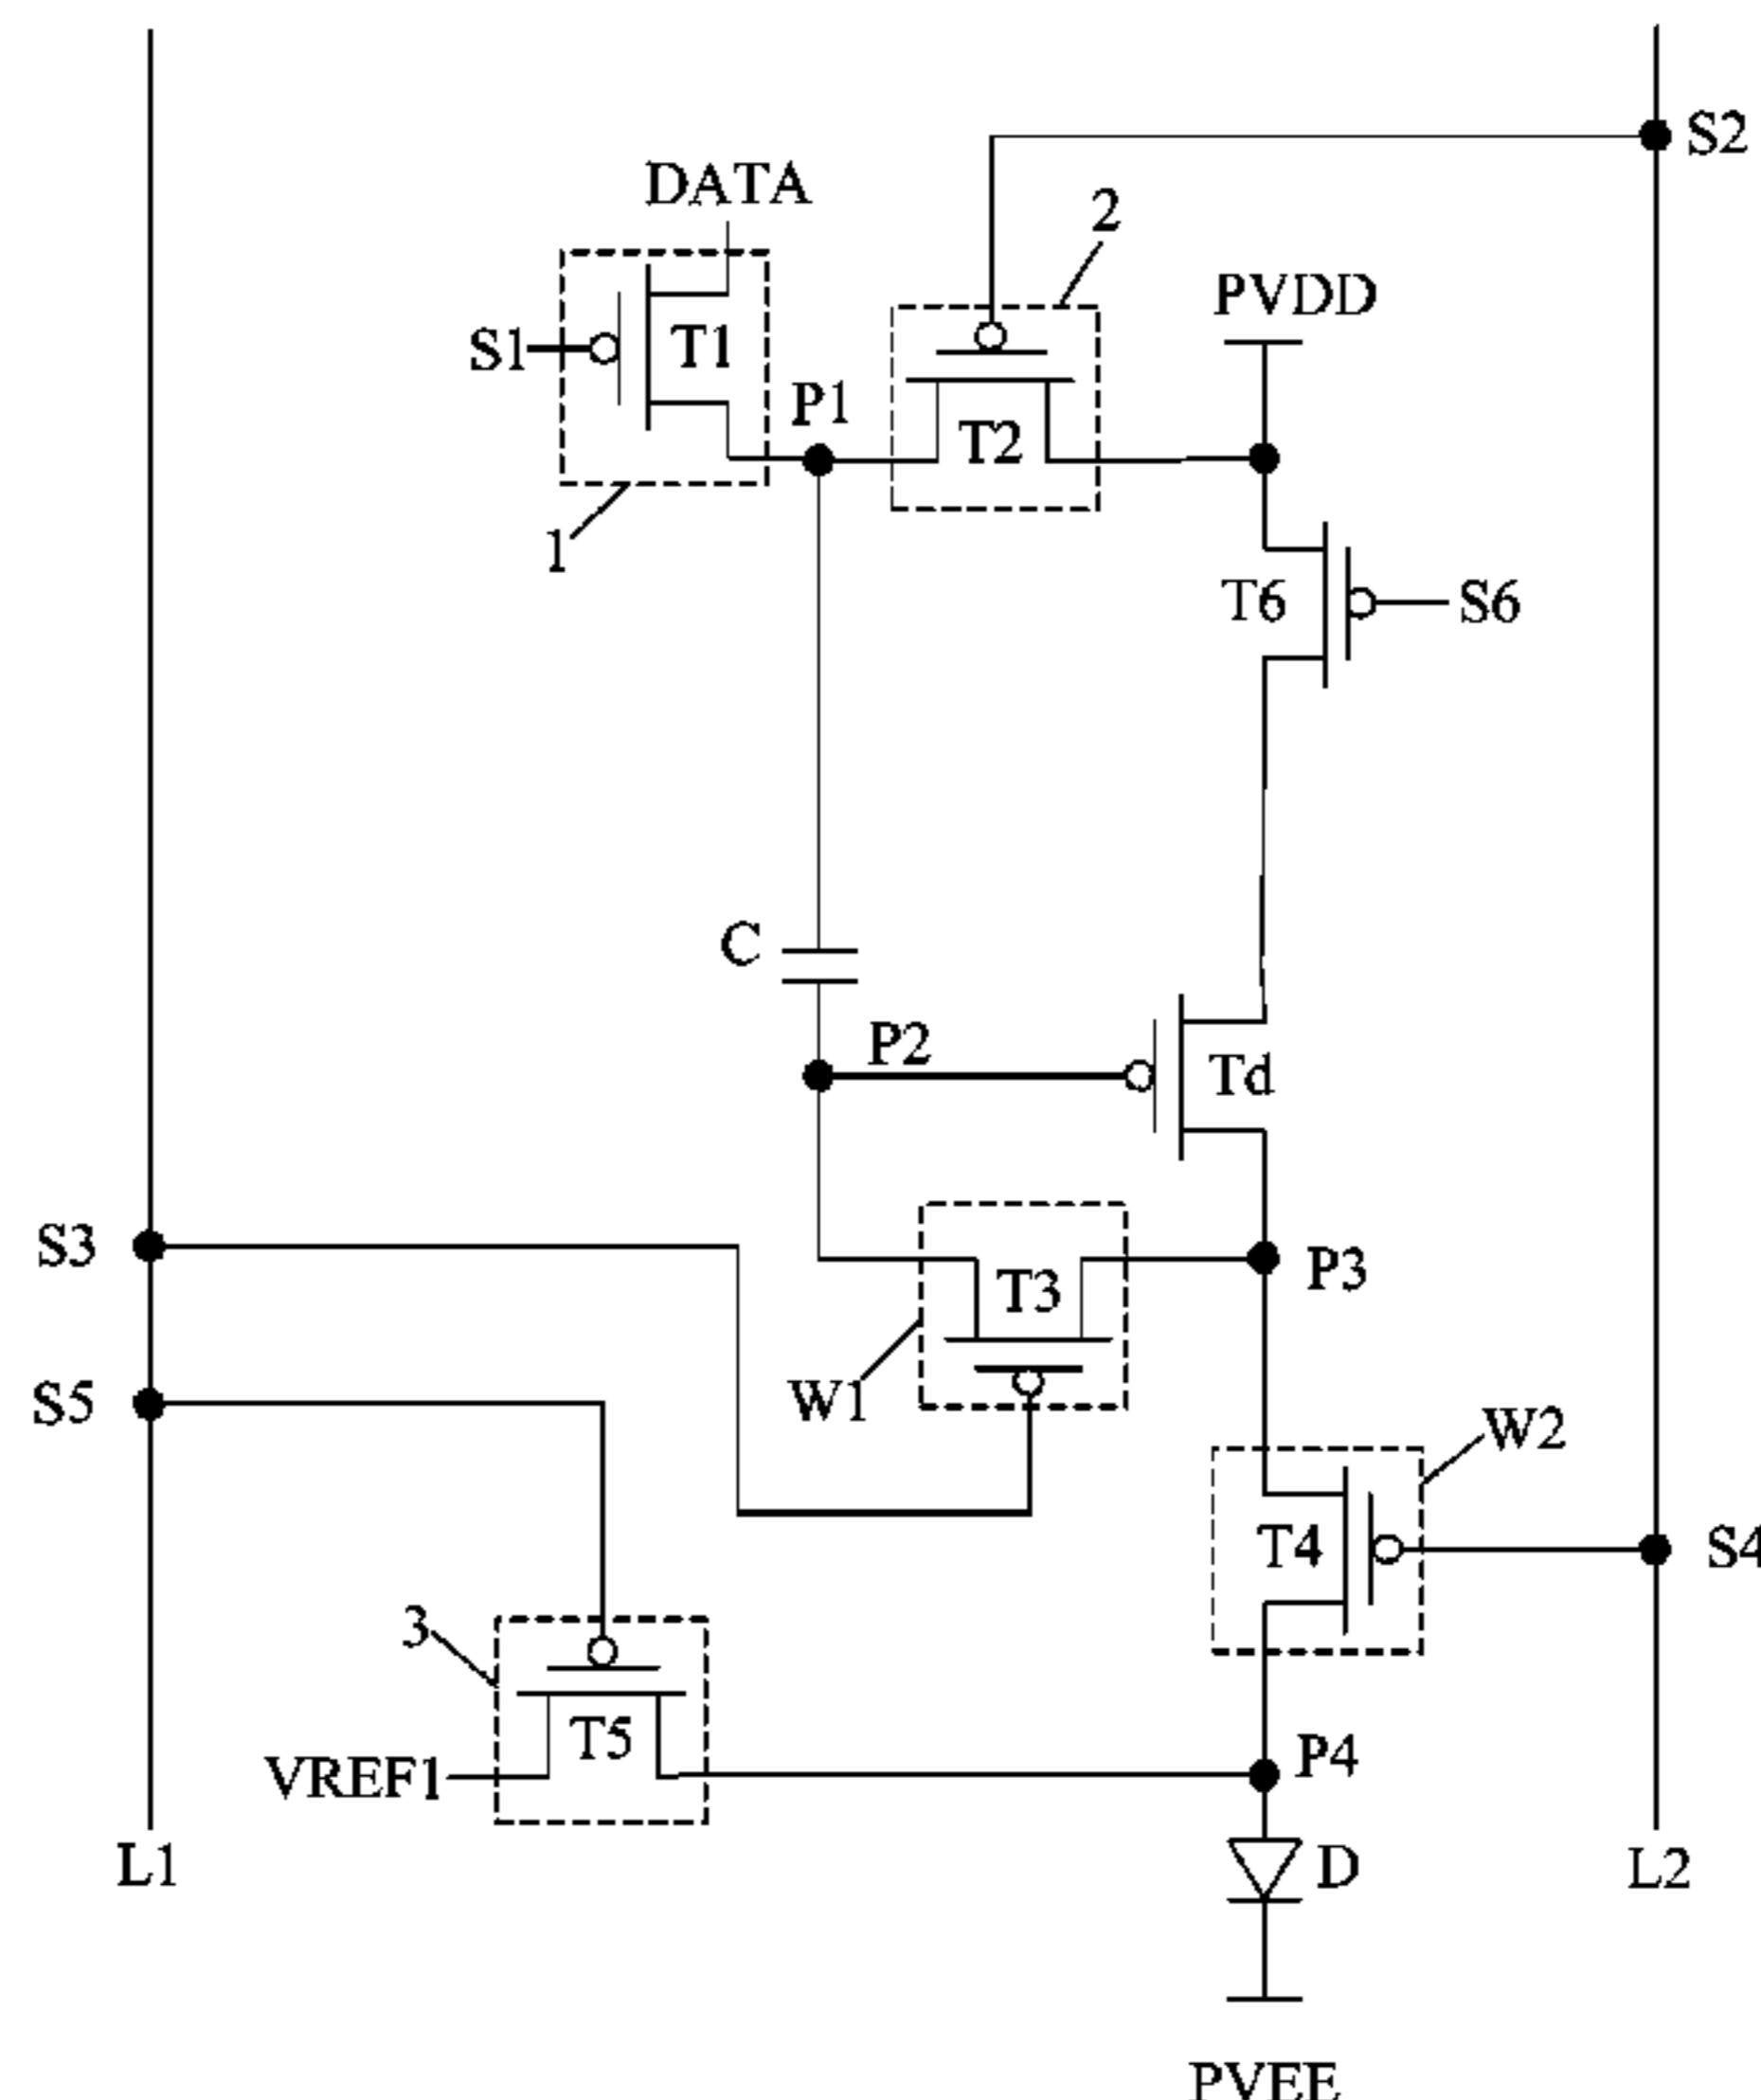 S2
DATA
2
PVDD
S1
T1
P1
T2
1
T6
S6
C
P2
Td
S3
T3
P3
S5
W1
W2
T4
S4
3
T5
VREF1
P4
L1
D
L2
PVEE